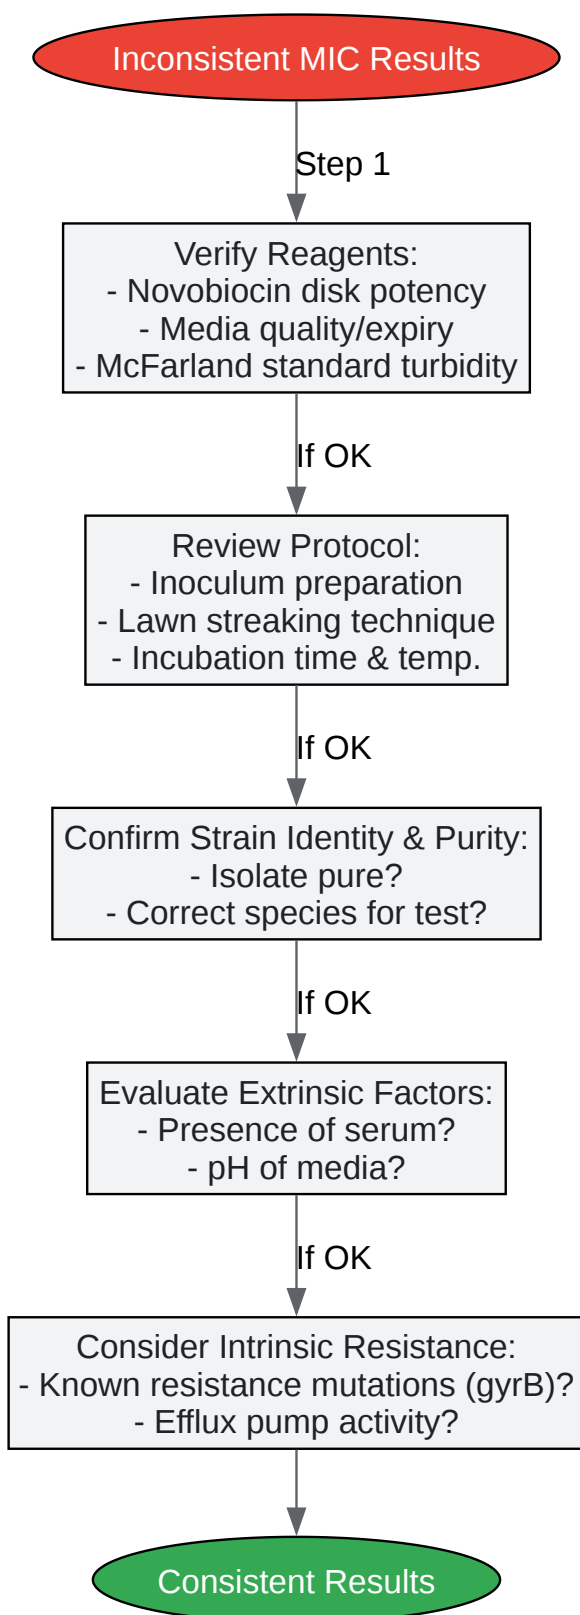 Inconsistent MIC Results
Step 1
Verify Reagents:
- Novobiocin disk potency
- Media quality/expiry
- McFarland standard turbidity
If OK
Review Protocol:
- Inoculum preparation
- Lawn streaking technique
- Incubation time & temp.
If OK
Confirm Strain Identity & Purity:
- Isolate pure?
- Correct species for test?
If OK
Evaluate Extrinsic Factors:
- Presence of serum?
- pH of media?
If OK
Consider Intrinsic Resistance:
- Known resistance mutations (gyrB)?
- Efflux pump activity?
Consistent Results